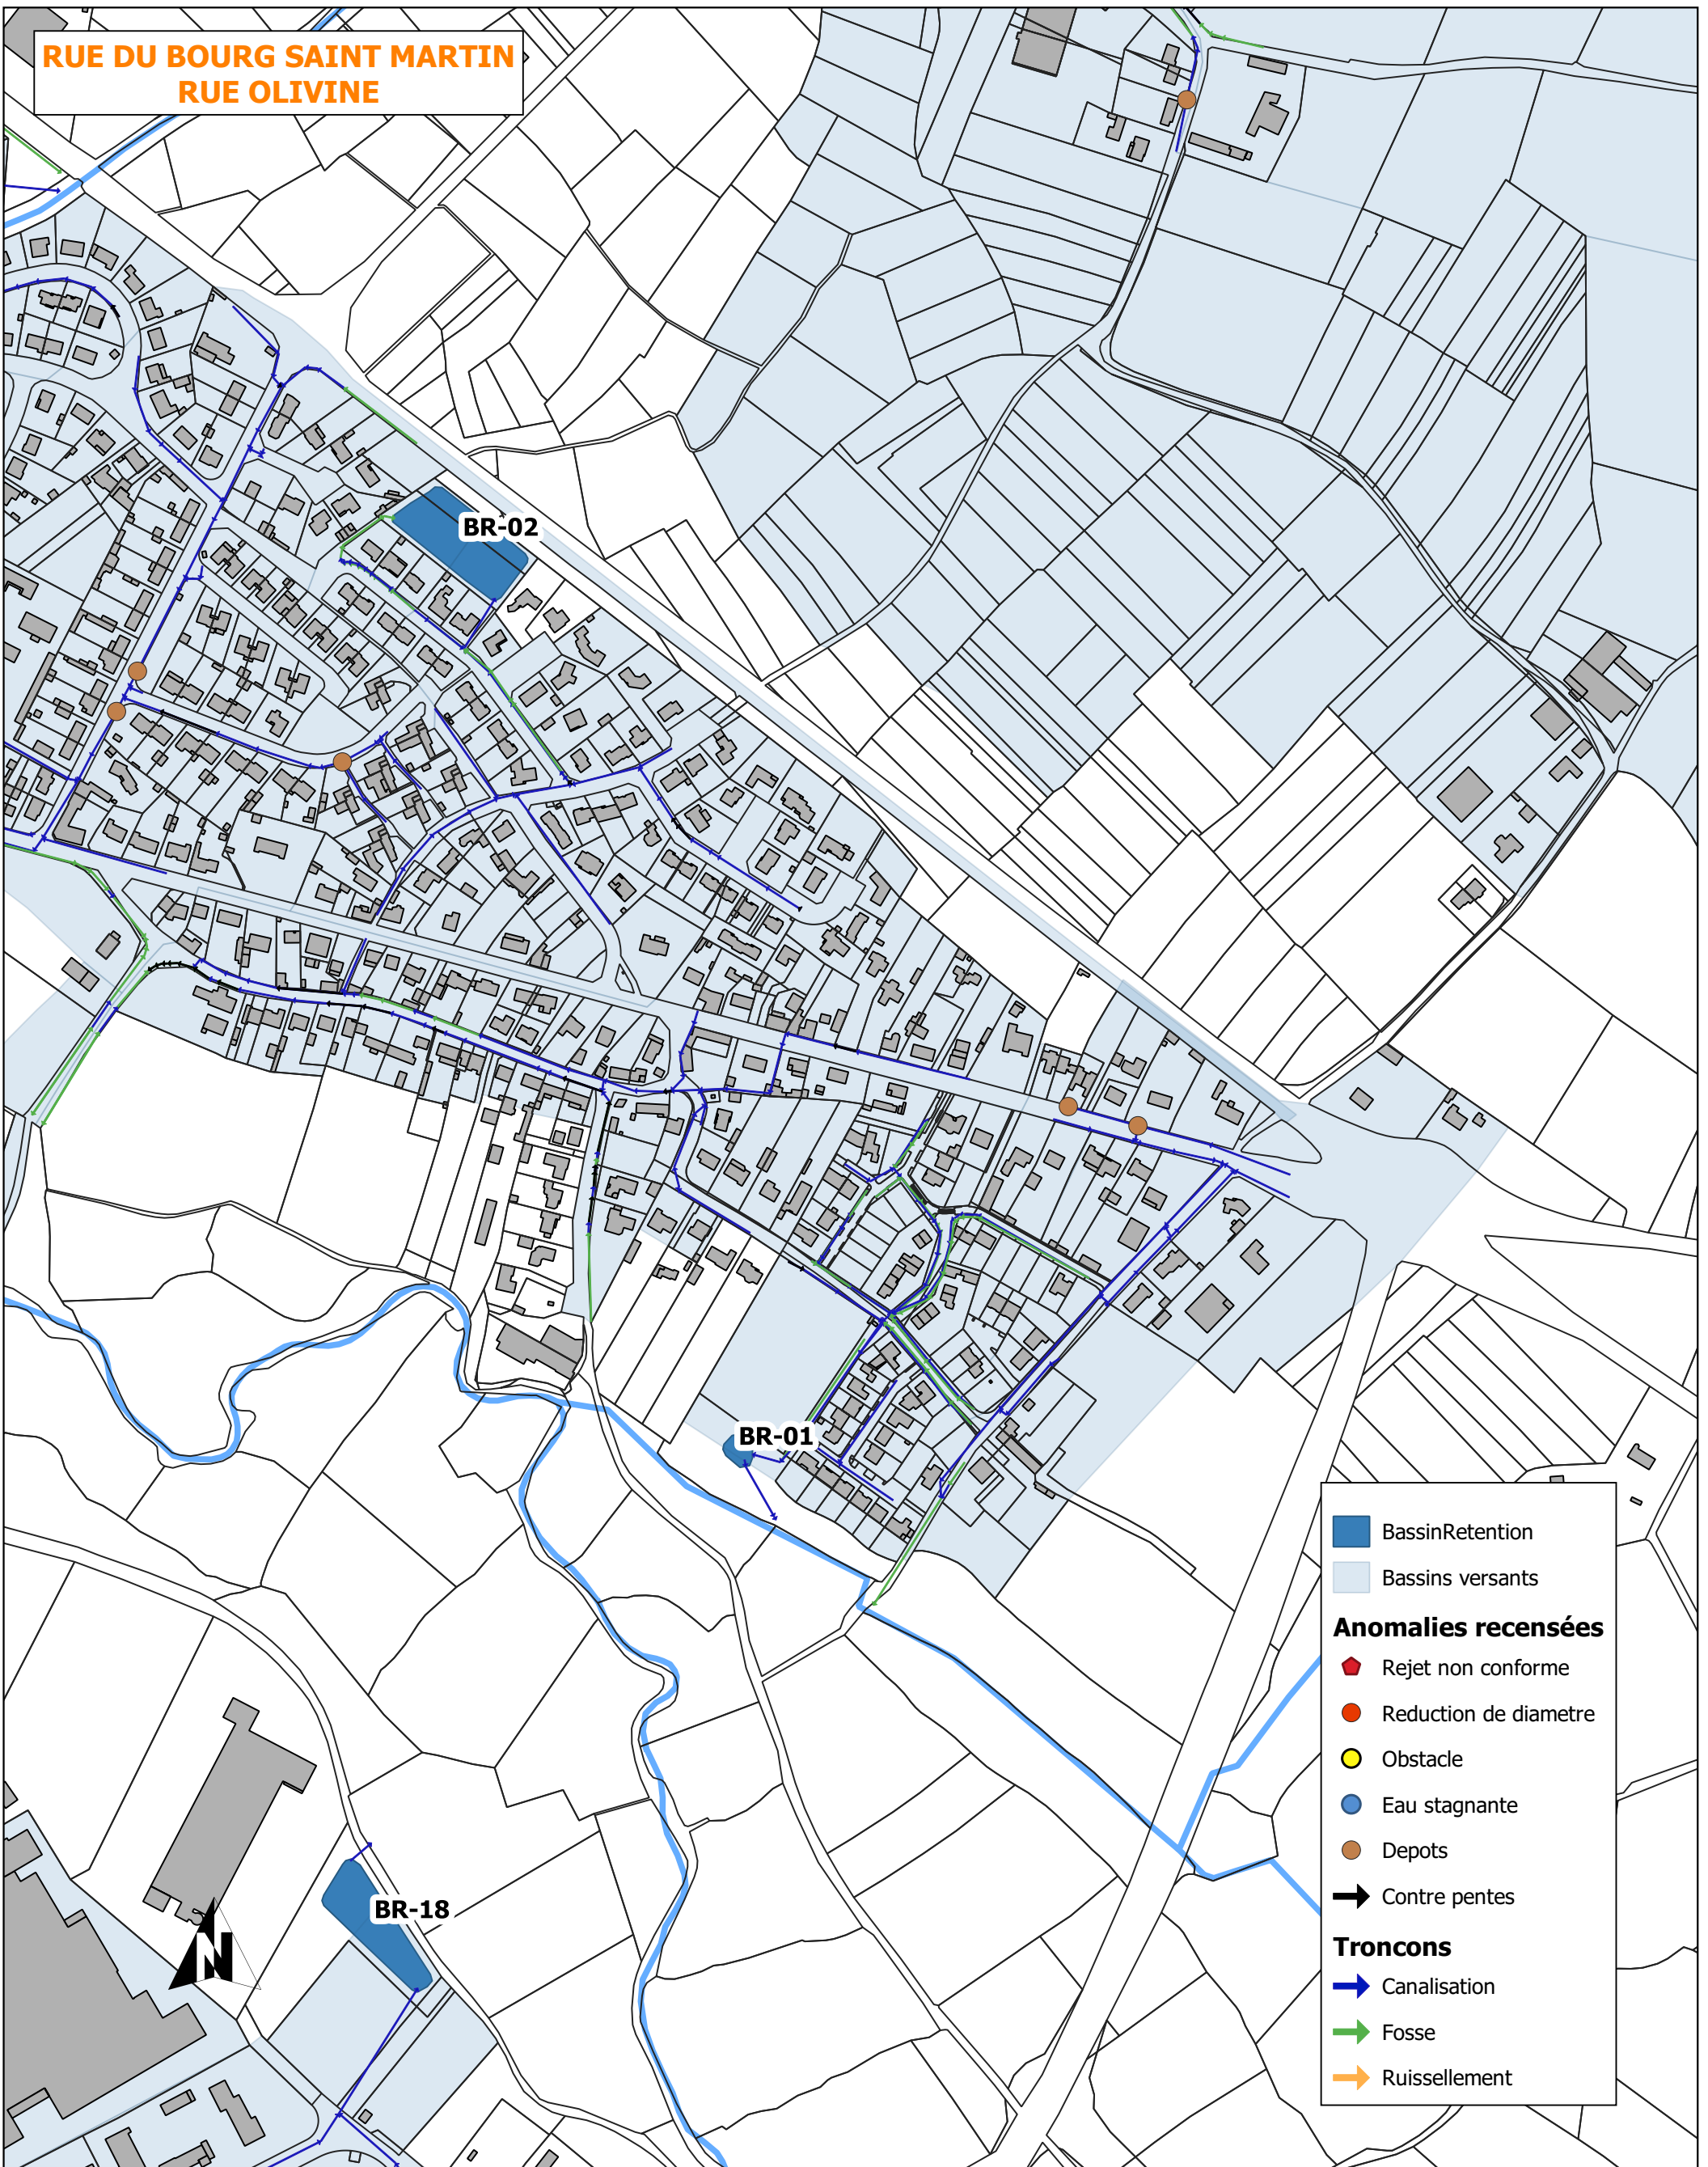 RUE DU BOURG SAINT MARTIN
RUE OLIVINE
BR-02
BR-01
BR-18
N
BassinRetention
Bassins versants
Anomalies recensées
Rejet non conforme
Reduction de diametre
Obstacle
Eau stagnante
Depots
Contre pentes
Troncons
Canalisation
Fosse
Ruissellement